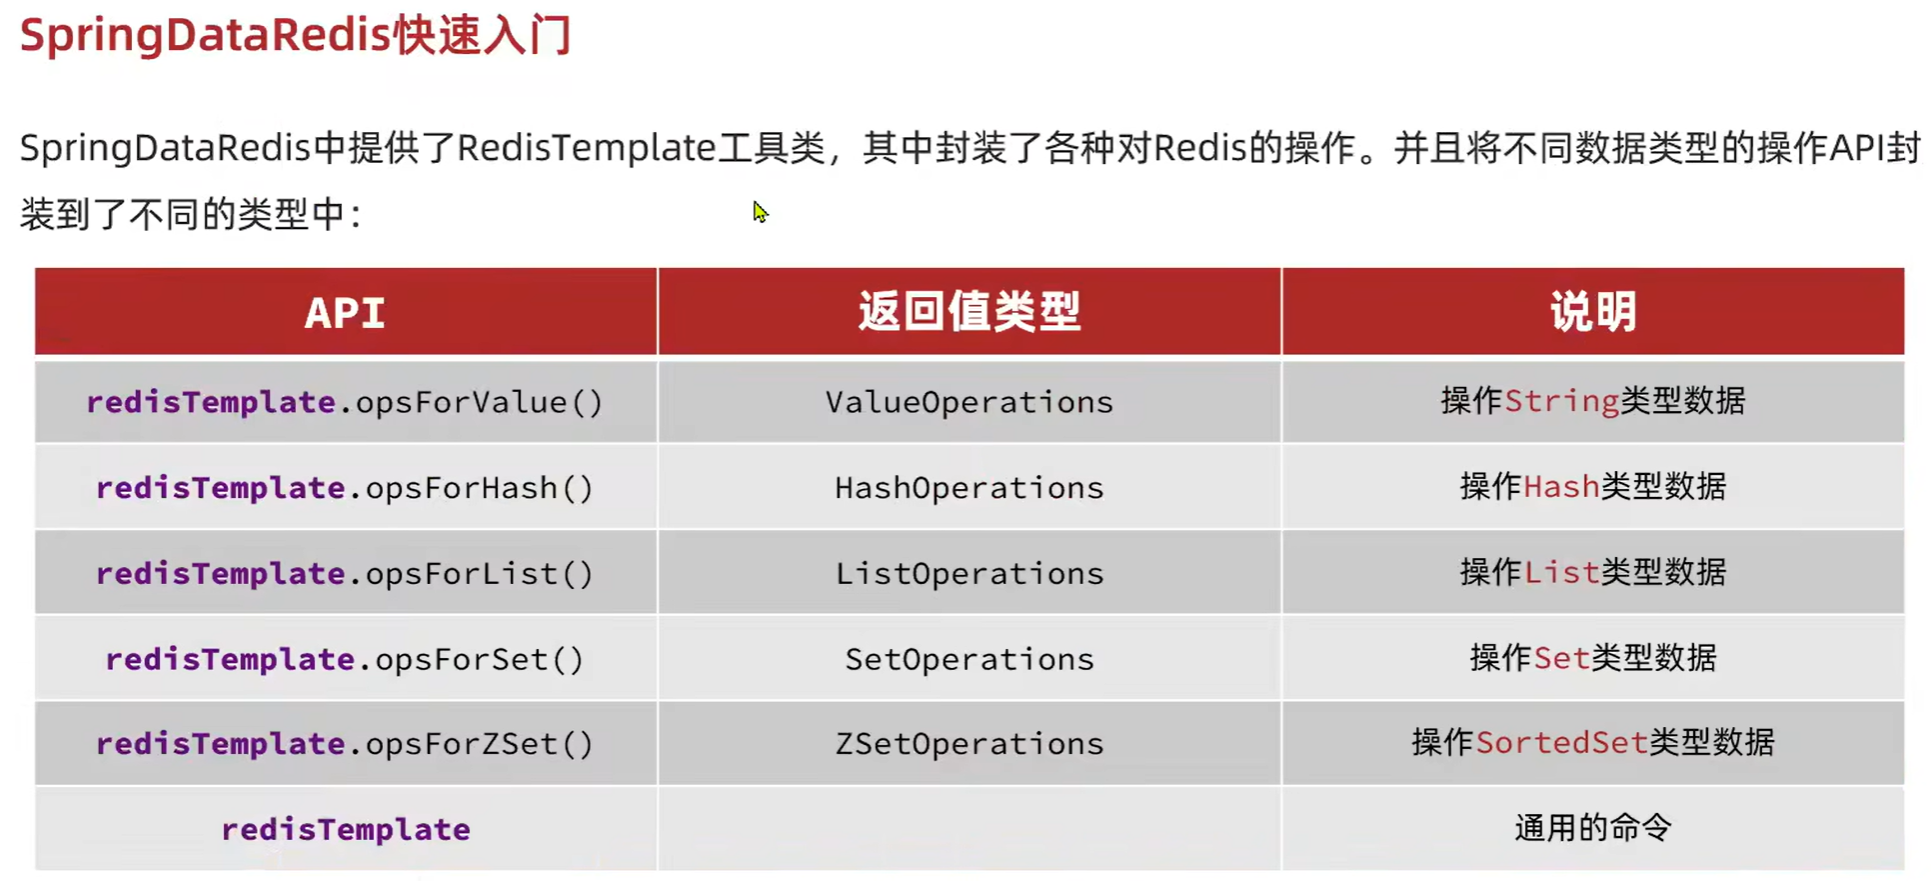 SpringDataRedis快速入门
SpringDataRedis中提供了RedisTemplate工具类，其中封装了各种对Redis的操作。并且将不同数据类型的操作API封
装到了不同的类型中：
API 返回值类型 说明
redisTemplate.opsForValue() ValueOperations 操作String类型数据
redisTemplate.opsForHash() HashOperations 操作Hash类型数据
redisTemplate.opsForList() ListOperations 操作List类型数据
redisTemplate.opsForSet() SetOperations 操作Set类型数据
redisTemplate.opsForZSet() ZSetOperations 操作SortedSet类型数据
redisTemplate 通用的命令